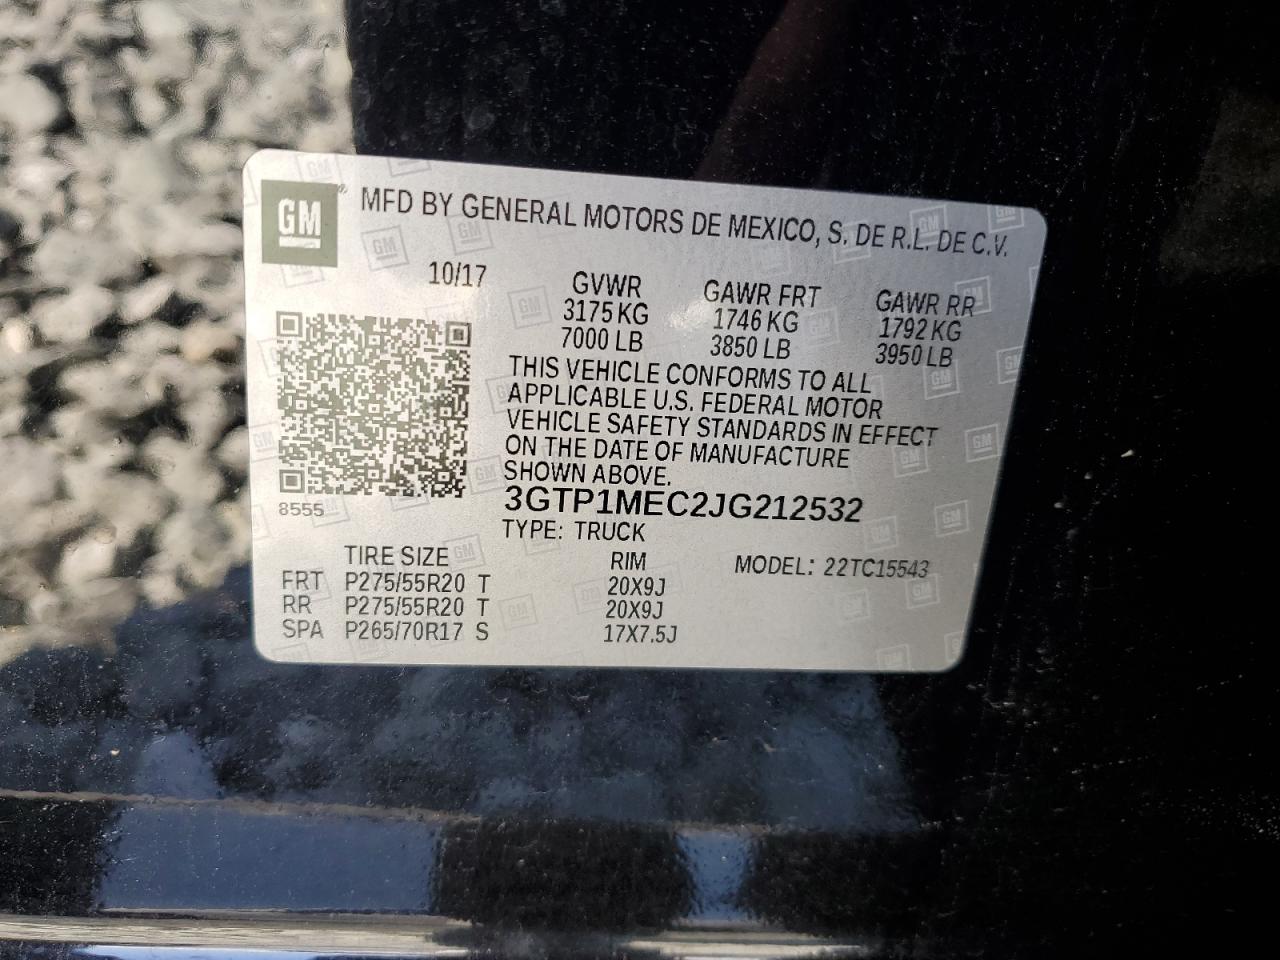 GM ® MFD BY GENERAL MOTORS DE MEXICO, S. DE R.L. DE C.V.
10/17
GVWR GAWR FRT GAWR RR
3175 KG 1746 KG 1792 KG
7000 LB 3850 LB 3950 LB
THIS VEHICLE CONFORMS TO ALL
APPLICABLE U.S. FEDERAL MOTOR
VEHICLE SAFETY STANDARDS IN EFFECT
ON THE DATE OF MANUFACTURE
SHOWN ABOVE.
8555
3GTP1MEC2JG212532
TYPE: TRUCK
TIRE SIZE RIM MODEL: 22TC15543
FRT P275/55R20 T 20X9J
RR P275/55R20 T 20X9J
SPA P265/70R17 S 17X7.5J